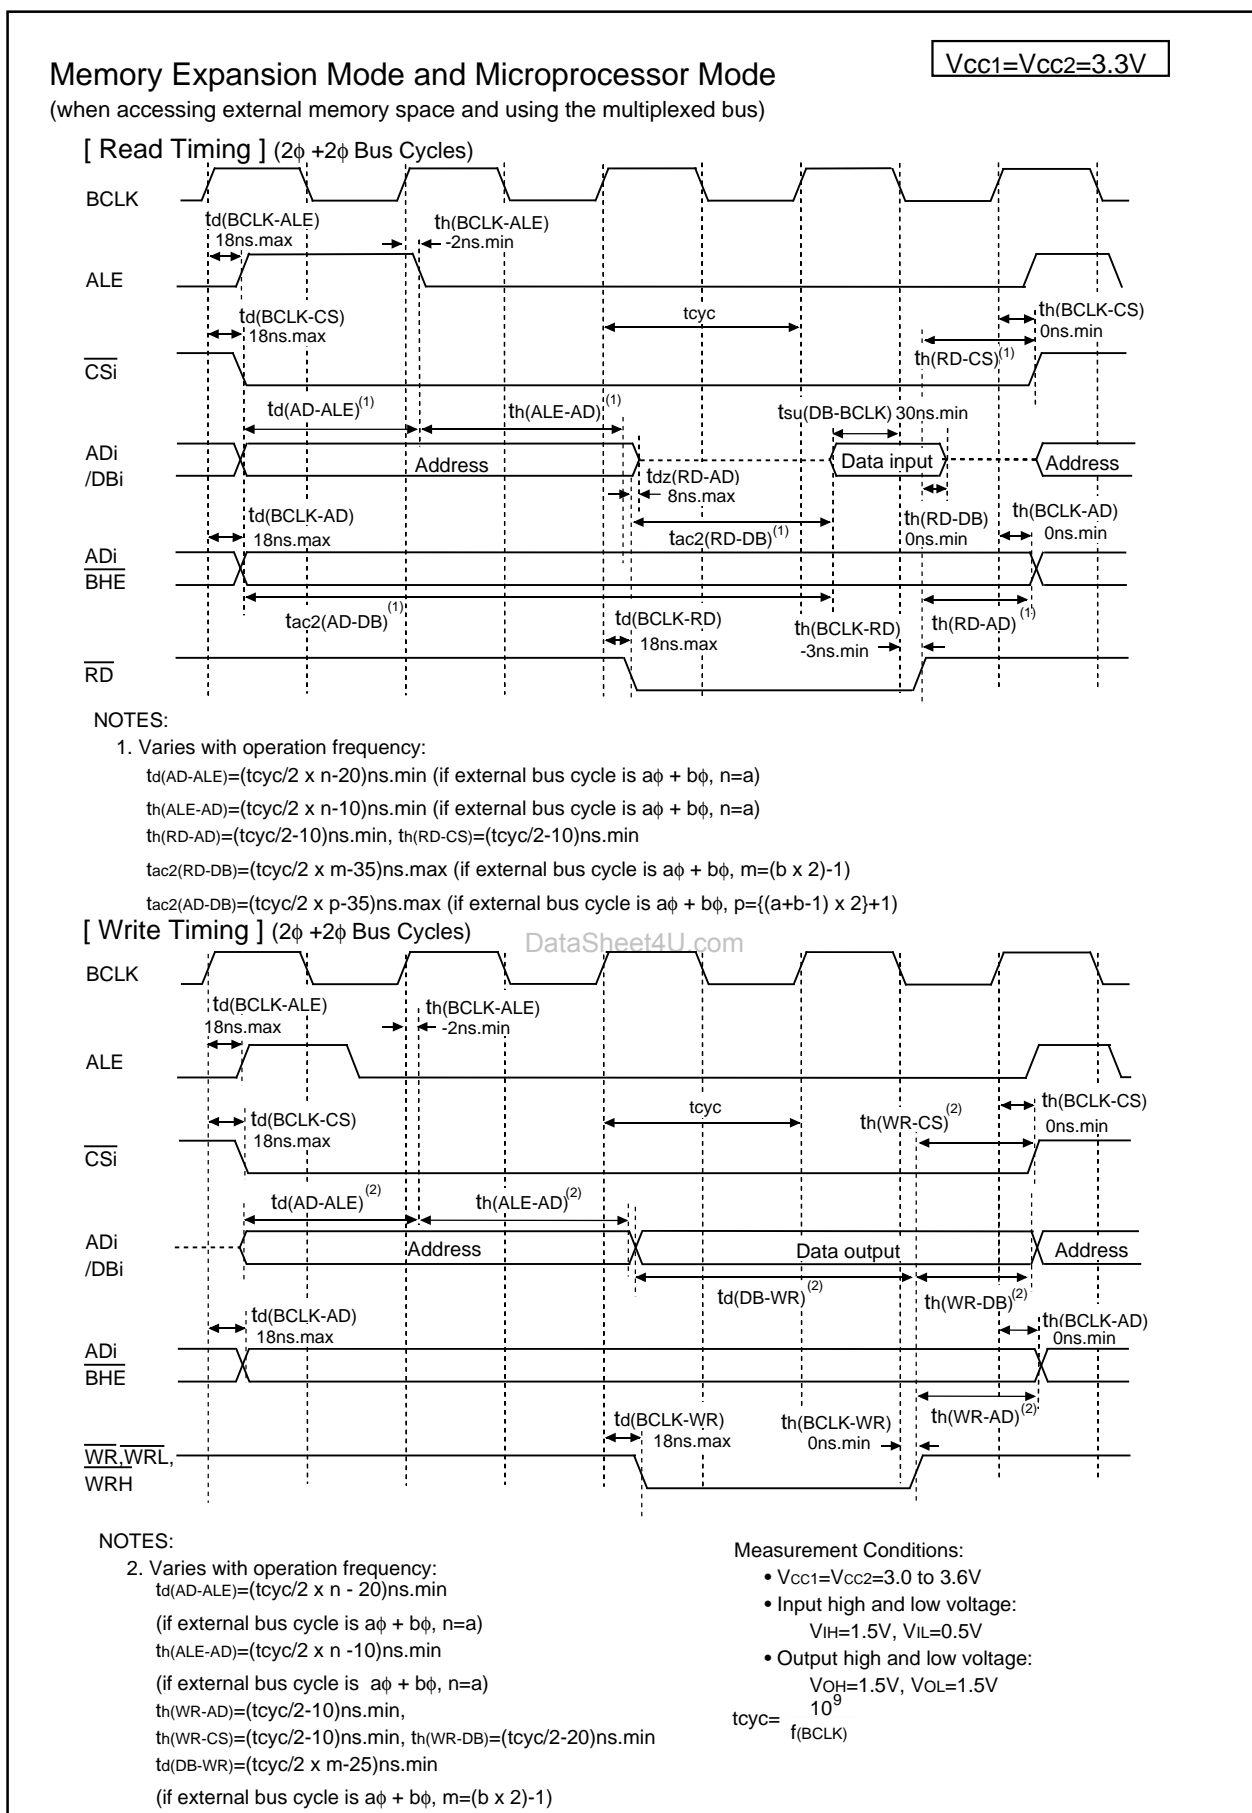 Vcc1=Vcc2=3.3V
Memory Expansion Mode and Microprocessor Mode
(when accessing external memory space and using the multiplexed bus)
[ Read Timing ] (2ϕ +2ϕ Bus Cycles)
BCLK
td(BCLK-ALE)
18ns.max
th(BCLK-ALE)
-2ns.min
ALE
td(BCLK-CS)
18ns.max
tcyc
th(BCLK-CS)
0ns.min
th(RD-CS)(1)
CSi
td(AD-ALE)(1)
th(ALE-AD)(1)
tsu(DB-BCLK) 30ns.min
ADi
/DBi
Address
Data input
Address
tdz(RD-AD)
8ns.max
td(BCLK-AD)
18ns.max
tac2(RD-DB)(1)
th(RD-DB)
0ns.min
th(BCLK-AD)
0ns.min
ADi
BHE
tac2(AD-DB)(1)
td(BCLK-RD)
18ns.max
th(BCLK-RD)
-3ns.min
th(RD-AD)(1)
RD
NOTES:
1. Varies with operation frequency:
td(AD-ALE)=(tcyc/2 x n-20)ns.min (if external bus cycle is aϕ + bϕ, n=a)
th(ALE-AD)=(tcyc/2 x n-10)ns.min (if external bus cycle is aϕ + bϕ, n=a)
th(RD-AD)=(tcyc/2-10)ns.min, th(RD-CS)=(tcyc/2-10)ns.min
tac2(RD-DB)=(tcyc/2 x m-35)ns.max (if external bus cycle is aϕ + bϕ, m=(b x 2)-1)
tac2(AD-DB)=(tcyc/2 x p-35)ns.max (if external bus cycle is aϕ + bϕ, p={(a+b-1) x 2}+1)
[ Write Timing ] (2ϕ +2ϕ Bus Cycles)
DataSheet4U.com
BCLK
td(BCLK-ALE)
18ns.max
th(BCLK-ALE)
-2ns.min
ALE
td(BCLK-CS)
18ns.max
tcyc
th(WR-CS)(2)
th(BCLK-CS)
0ns.min
CSi
td(AD-ALE)(2)
th(ALE-AD)(2)
ADi
/DBi
Address
Data output
Address
td(DB-WR)(2)
th(WR-DB)(2)
td(BCLK-AD)
18ns.max
th(BCLK-AD)
0ns.min
ADi
BHE
td(BCLK-WR)
18ns.max
th(BCLK-WR)
0ns.min
th(WR-AD)(2)
WR,WRL,
WRH
NOTES:
2. Varies with operation frequency:
td(AD-ALE)=(tcyc/2 x n - 20)ns.min
(if external bus cycle is aϕ + bϕ, n=a)
th(ALE-AD)=(tcyc/2 x n -10)ns.min
(if external bus cycle is aϕ + bϕ, n=a)
th(WR-AD)=(tcyc/2-10)ns.min,
th(WR-CS)=(tcyc/2-10)ns.min, th(WR-DB)=(tcyc/2-20)ns.min
td(DB-WR)=(tcyc/2 x m-25)ns.min
(if external bus cycle is aϕ + bϕ, m=(b x 2)-1)
Measurement Conditions:
• VCC1=VCC2=3.0 to 3.6V
• Input high and low voltage:
VIH=1.5V, VIL=0.5V
• Output high and low voltage:
VOH=1.5V, VOL=1.5V
tcyc= 10^9
f(BCLK)